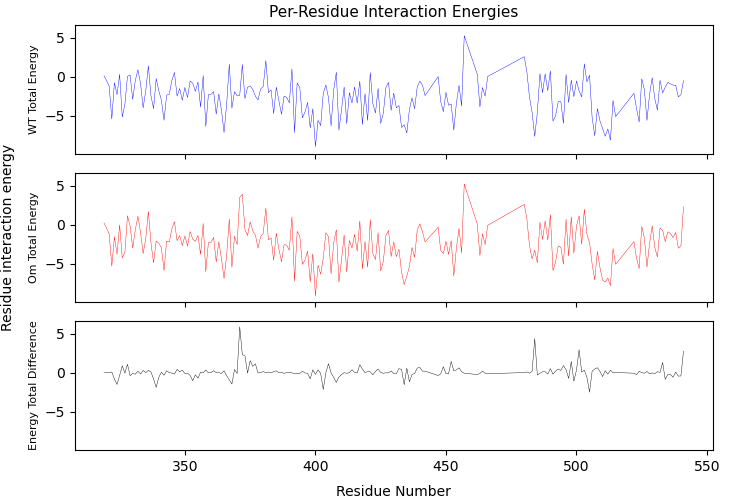 Per-Residue Interaction Energies
Residue interaction energy
WT Total Energy
5
0
−5
Om Total Energy
5
0
−5
Energy Total Difference
5
0
−5
350 400 450 500 550
Residue Number